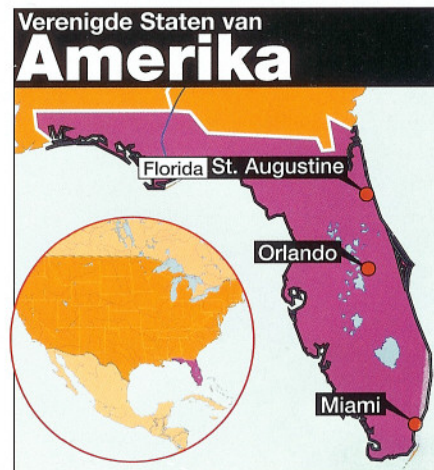 Verenigde Staten van
Amerika
Florida St. Augustine
Orlando
Miami